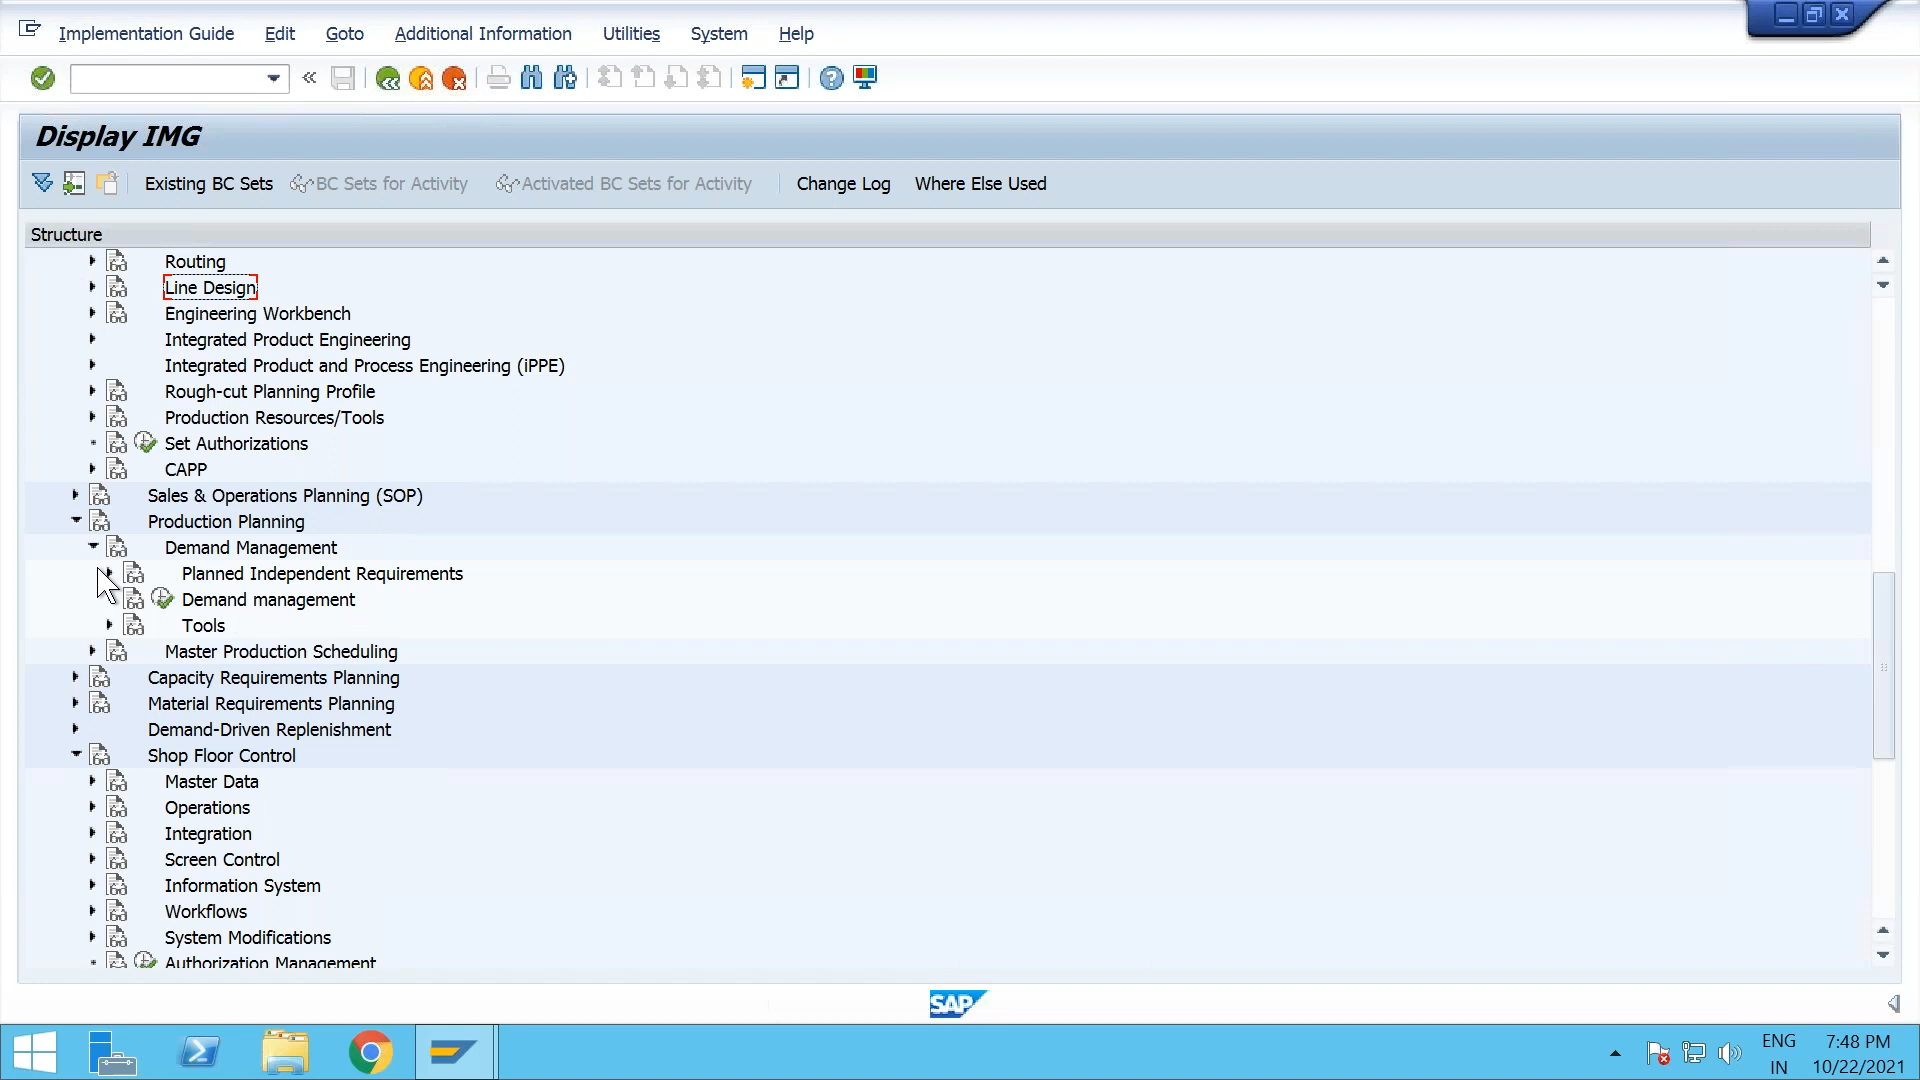 Implementation Guide Edit Goto Additional Information Utilities System Help
Display IMG
Existing BC Sets BC Sets for Activity Activated BC Sets for Activity Change Log Where Else Used
Structure
Routing
Line Design
Engineering Workbench
Integrated Product Engineering
Integrated Product and Process Engineering (iPPE)
Rough-cut Planning Profile
Production Resources/Tools
Set Authorizations
CAPP
Sales & Operations Planning (SOP)
Production Planning
Demand Management
Planned Independent Requirements
Demand management
Tools
Master Production Scheduling
Capacity Requirements Planning
Material Requirements Planning
Demand-Driven Replenishment
Shop Floor Control
Master Data
Operations
Integration
Screen Control
Information System
Workflows
System Modifications
Authorization Management
SAP
ENG 7:48 PM
IN 10/22/2021